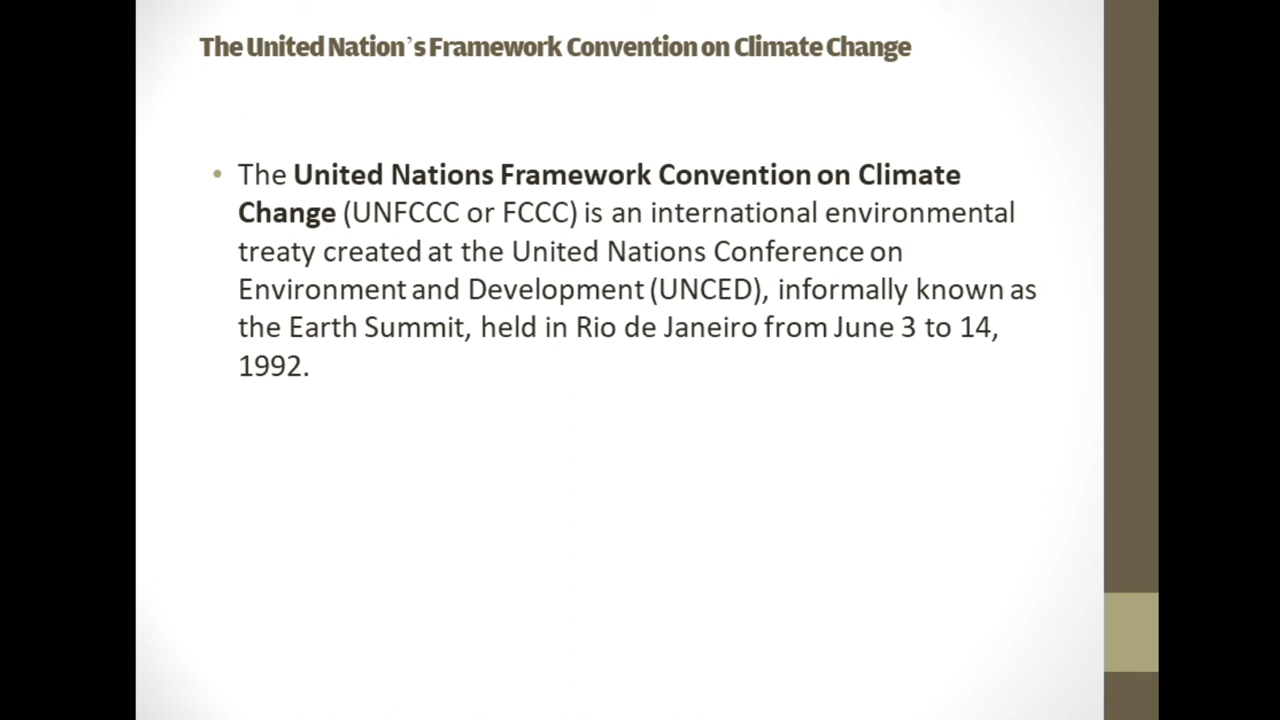 The United Nation’s Framework Convention on Climate Change
• The United Nations Framework Convention on Climate
Change (UNFCCC or FCCC) is an international environmental
treaty created at the United Nations Conference on
Environment and Development (UNCED), informally known as
the Earth Summit, held in Rio de Janeiro from June 3 to 14,
1992.